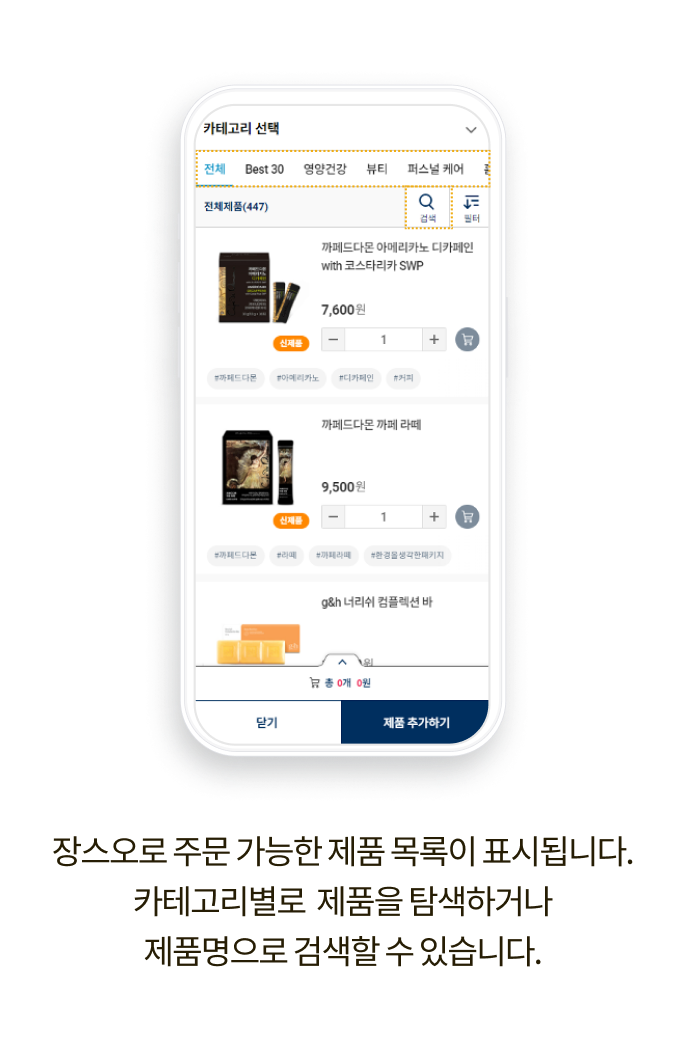 카테고리 선택
전체 Best 30 영양건강 뷰티 퍼스널 케어
전체제품(447) 검색 필터
까페드다몬 아메리카노 디카페인
with 코스타리카 SWP
7,600원
신제품
1
#까페드다몬 #아메리카노 #디카페인 #커피
까페드다몬 까페 라떼
9,500원
신제품
1
#까페드다몬 #라떼 #까페라떼 #환경을생각한패키지
g&h 너리쉬 컴플렉션 바
원
총 0개 0원
닫기 제품 추가하기
장스오로 주문 가능한 제품 목록이 표시됩니다.
카테고리별로 제품을 탐색하거나
제품명으로 검색할 수 있습니다.